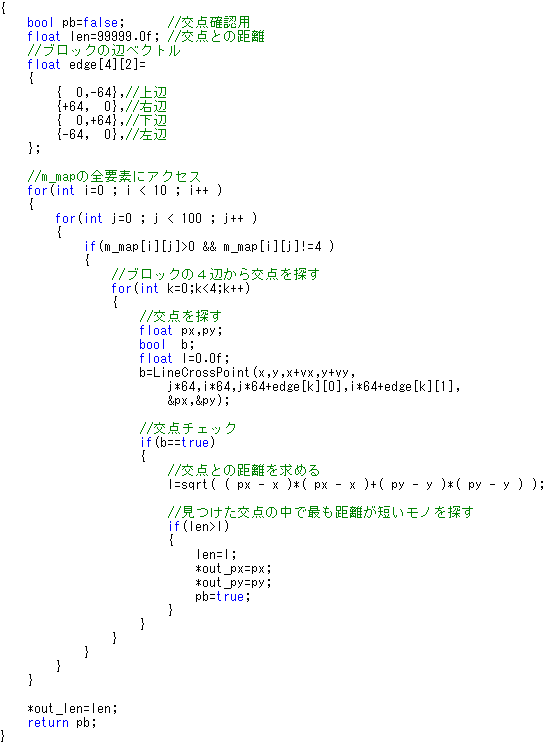 {
    bool pb=false;      //交点確認用
    float len=99999.0f; //交点との距離
    //ブロックの辺ベクトル
    float edge[4][2]=
    {
        {  0,-64},//上辺
        {+64,  0},//右辺
        {  0,+64},//下辺
        {-64,  0},//左辺
    };

    //m_mapの全要素にアクセス
    for(int i=0 ; i < 10 ; i++ )
    {
        for(int j=0 ; j < 100 ; j++ )
        {
            if(m_map[i][j]>0 && m_map[i][j]!=4 )
            {
                //ブロックの４辺から交点を探す
                for(int k=0;k<4;k++)
                {
                    //交点を探す
                    float px,py;
                    bool  b;
                    float l=0.0f;
                    b=LineCrossPoint(x,y,x+vx,y+vy,
                        j*64,i*64,j*64+edge[k][0],i*64+edge[k][1],
                        &px,&py);

                    //交点チェック
                    if(b==true)
                    {
                        //交点との距離を求める
                        l=sqrt( ( px - x )*( px - x )+( py - y )*( py - y ) );

                        //見つけた交点の中で最も距離が短いモノを探す
                        if(len>l)
                        {
                            len=l;
                            *out_px=px;
                            *out_py=py;
                            pb=true;
                        }
                    }
                }
            }
        }
    }

    *out_len=len;
    return pb;
}